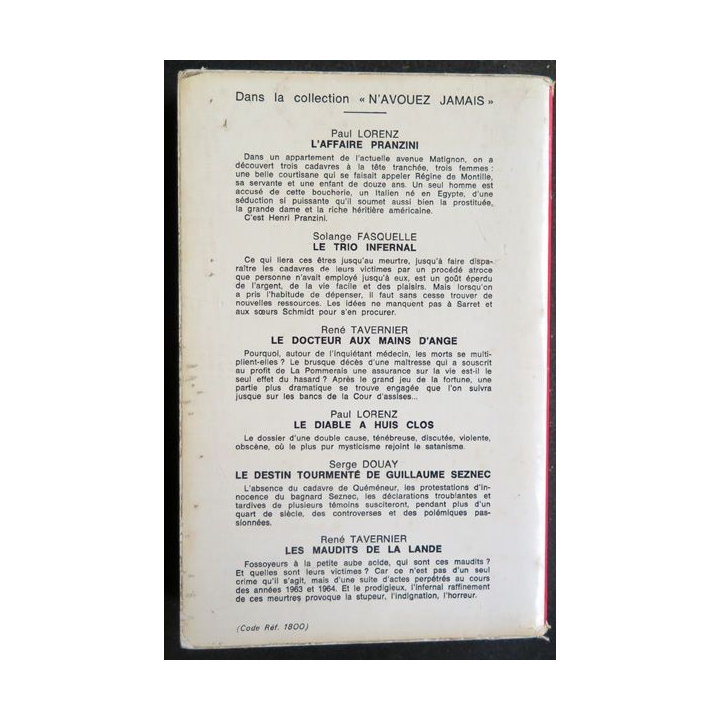 Dans la collection « N'AVOUEZ JAMAIS »
Paul LORENZ
L'AFFAIRE PRANZINI
Dans un appartement de l'actuelle avenue Matignon, on a
découvert trois cadavres à la tête tranchée, trois femmes :
une belle courtisane qui se faisait appeler Régine de Montille,
sa servante et une enfant de douze ans. Un seul homme est
accusé de cette boucherie, un Italien né en Egypte, d'une
séduction si puissante qu'il soumet aussi bien la prostituée,
la grande dame et la riche héritière américaine.
C'est Henri Pranzini.
Solange FASQUELLE
LE TRIO INFERNAL
Ce qui liera ces êtres jusqu'au meurtre, jusqu'à faire dispa-
raître les cadavres de leurs victimes par un procédé atroce
que personne n'avait employé jusqu'à eux, est un goût éperdu
de l'argent, de la vie facile et des plaisirs. Mais lorsqu'on
a pris l'habitude de dépenser, il faut sans cesse trouver de
nouvelles ressources. Les idées ne manquent pas à Sarret et
aux sœurs Schmidt pour s'en procurer.
René TAVERNIER
LE DOCTEUR AUX MAINS D'ANGE
Pourquoi, autour de l'inquiétant médecin, les morts se multi-
plient-elles ? Le brusque décès d'une maîtresse qui a souscrit
au profit de La Pommerais une assurance sur la vie est-il le
seul effet du hasard ? Après le grand jeu de la fortune, une
partie plus dramatique se trouve engagée que l'on suivra
jusque sur les bancs de la Cour d'assises...
Paul LORENZ
LE DIABLE A HUIS CLOS
Le dossier d'une double cause, ténébreuse, discutée, violente,
obscène, où le plus pur mysticisme rejoint le satanisme.
Serge DOUAY
LE DESTIN TOURMENTÉ DE GUILLAUME SEZNEC
L'absence du cadavre de Quéméneur, les protestations d'in-
nocence du bagnard Seznec, les déclarations troublantes et
tardives de plusieurs témoins susciteront, pendant plus d'un
quart de siècle, des controverses et des polémiques pas-
sionnées.
René TAVERNIER
LES MAUDITS DE LA LANDE
Fossoyeurs à la petite aube acide, qui sont ces maudits ?
Et quelles sont leurs victimes ? Car ce n'est pas d'un seul
crime qu'il s'agit, mais d'une suite d'actes perpétrés au cours
des années 1963 et 1964. Et le prodigieux, l'infernal raffinement
de ces meurtres provoque la stupeur, l'indignation, l'horreur.
(Code Réf. 1800)